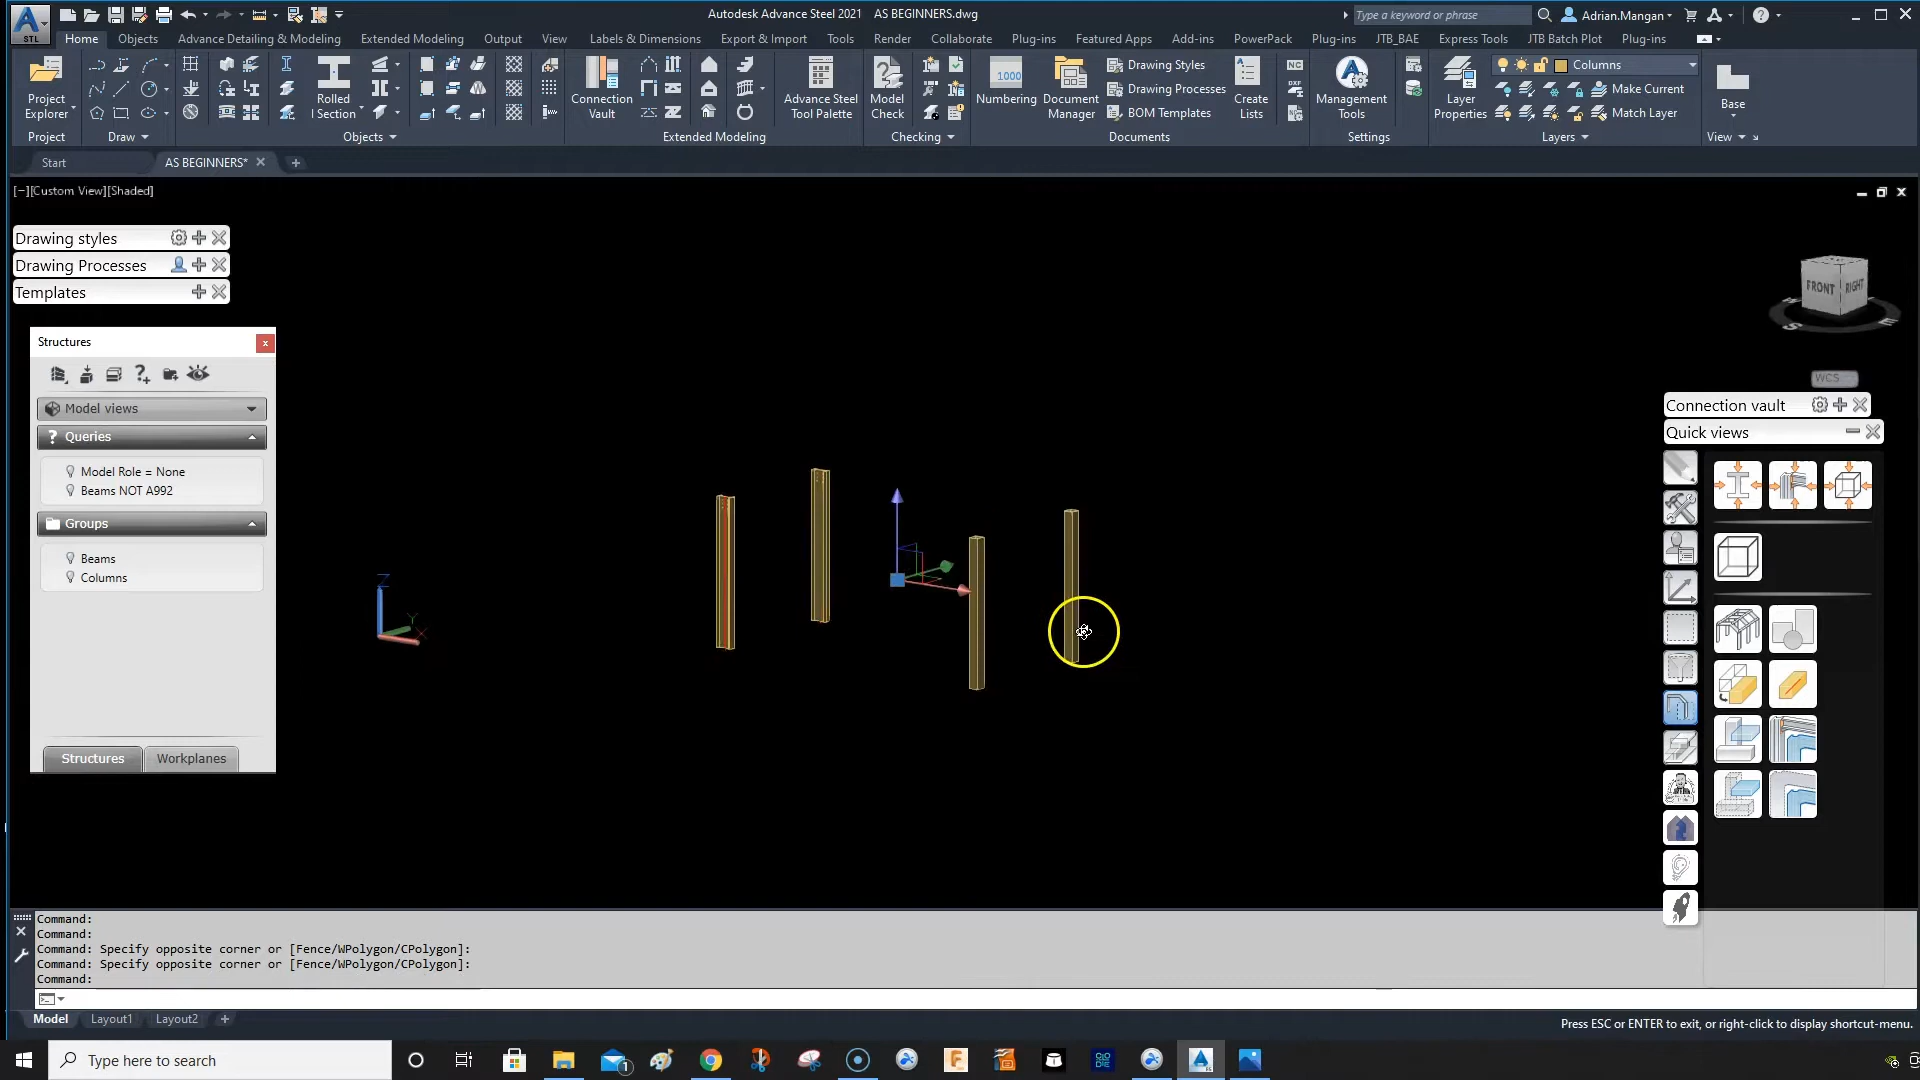 Autodesk Advance Steel 2021 AS BEGINNERS.dwg
Type a keyword or phrase
Adrian.Mangan
STL
Home Objects Advance Detailing & Modeling Extended Modeling Output View Labels & Dimensions Export & Import Tools Render Collaborate Plug-ins Featured Apps Add-ins PowerPack Plug-ins JTB_BAE Express Tools JTB Batch Plot Plug-ins
Project
Explorer
Project
Draw
Rolled
I Section
Objects
Connection
Vault
Extended Modeling
Advance Steel
Tool Palette
Model
Check
Checking
1000
Numbering
Document
Manager
Drawing Styles
Drawing Processes
BOM Templates
Create
Lists
NC
DXF
Documents
Management
Tools
Settings
Layer
Properties
Columns
Make Current
Match Layer
Layers
Base
View
Start
AS BEGINNERS*
[−][Custom View][Shaded]
Drawing styles
Drawing Processes
Templates
Structures
Model views
Queries
Model Role = None
Beams NOT A992
Groups
Beams
Columns
Structures
Workplanes
Z
Y
X
FRONT
RIGHT
S
E
WCS
Connection vault
Quick views
Command:
Command:
Command: Specify opposite corner or [Fence/WPolygon/CPolygon]:
Command: Specify opposite corner or [Fence/WPolygon/CPolygon]:
Command:
Model
Layout1
Layout2
Press ESC or ENTER to exit, or right-click to display shortcut-menu.
Type here to search
1